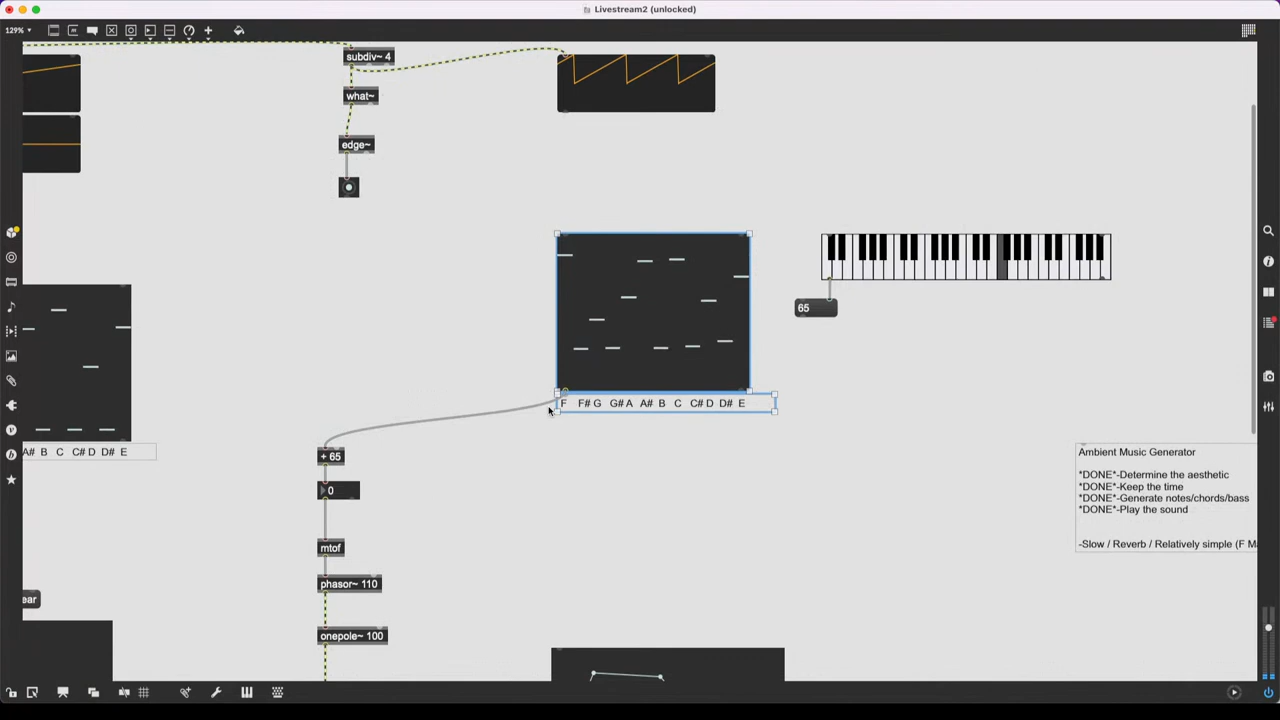 Livestream2 (unlocked)
129%
subdiv~ 4
what~
edge~
65
F F# G G# A A# B C C# D D# E
A# B C C# D D# E
+ 65
0
mtof
phasor~ 110
onepole~ 100
ear
Ambient Music Generator
*DONE*-Determine the aesthetic
*DONE*-Keep the time
*DONE*-Generate notes/chords/bass
*DONE*-Play the sound
-Slow / Reverb / Relatively simple (F Ma